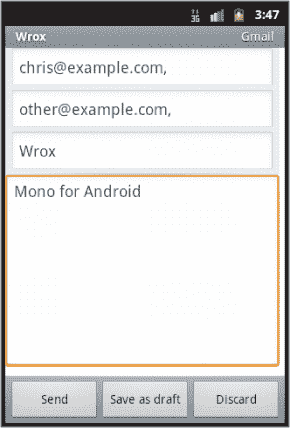 3G 3:47
Wrox Gmail
chris@example.com,
other@example.com,
Wrox
Mono for Android
Send Save as draft Discard